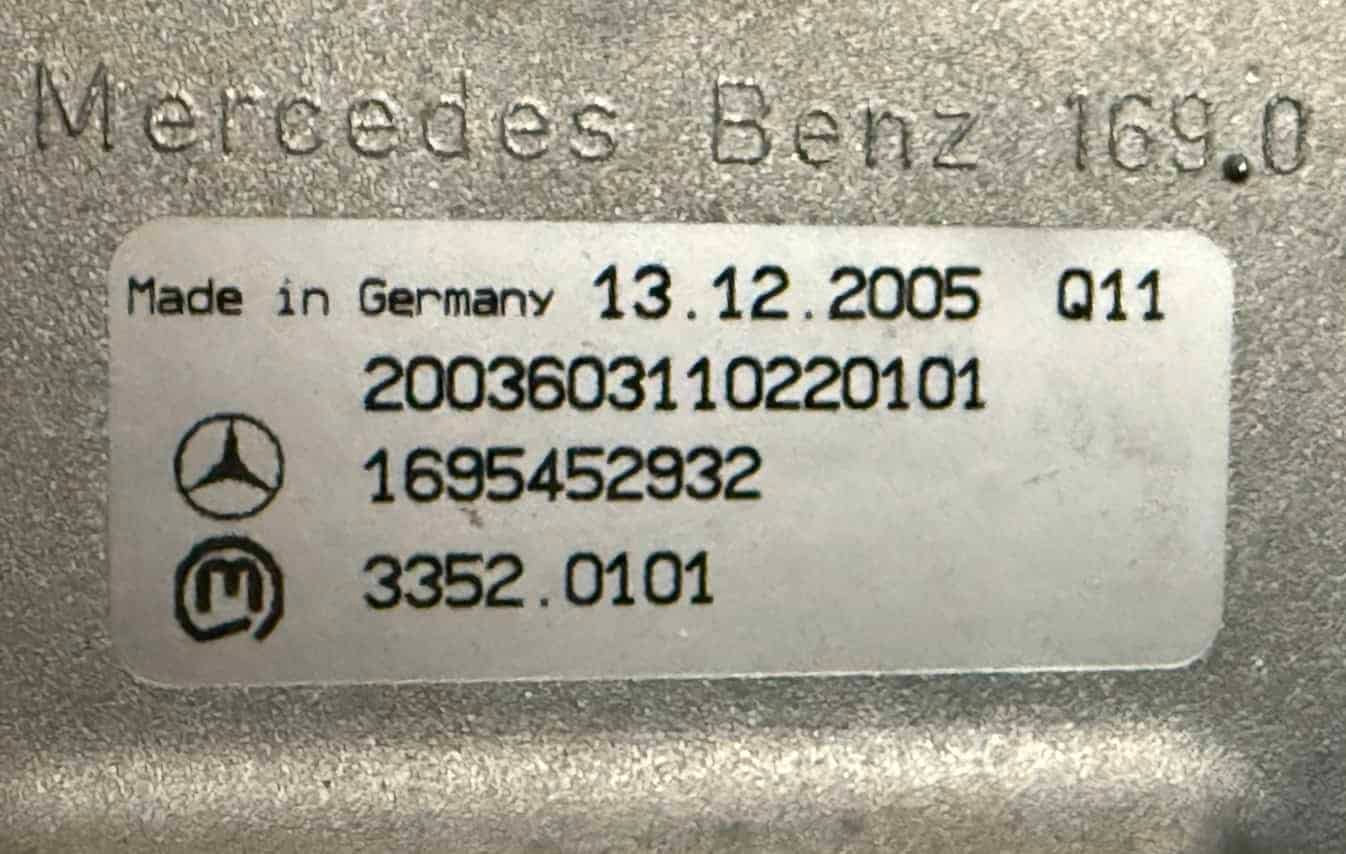 Mercedes Benz 169.0
Made in Germany 13.12.2005 Q11
2003603110220101
1695452932
3352.0101